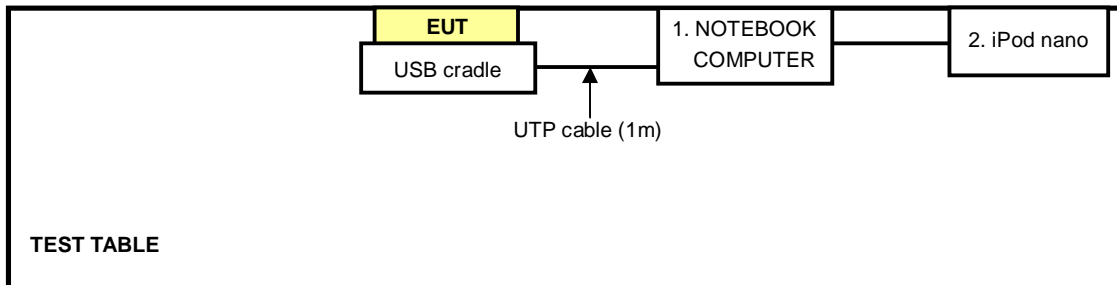 EUT
USB cradle
1. NOTEBOOK
COMPUTER
2. iPod nano
UTP cable (1m)
TEST TABLE